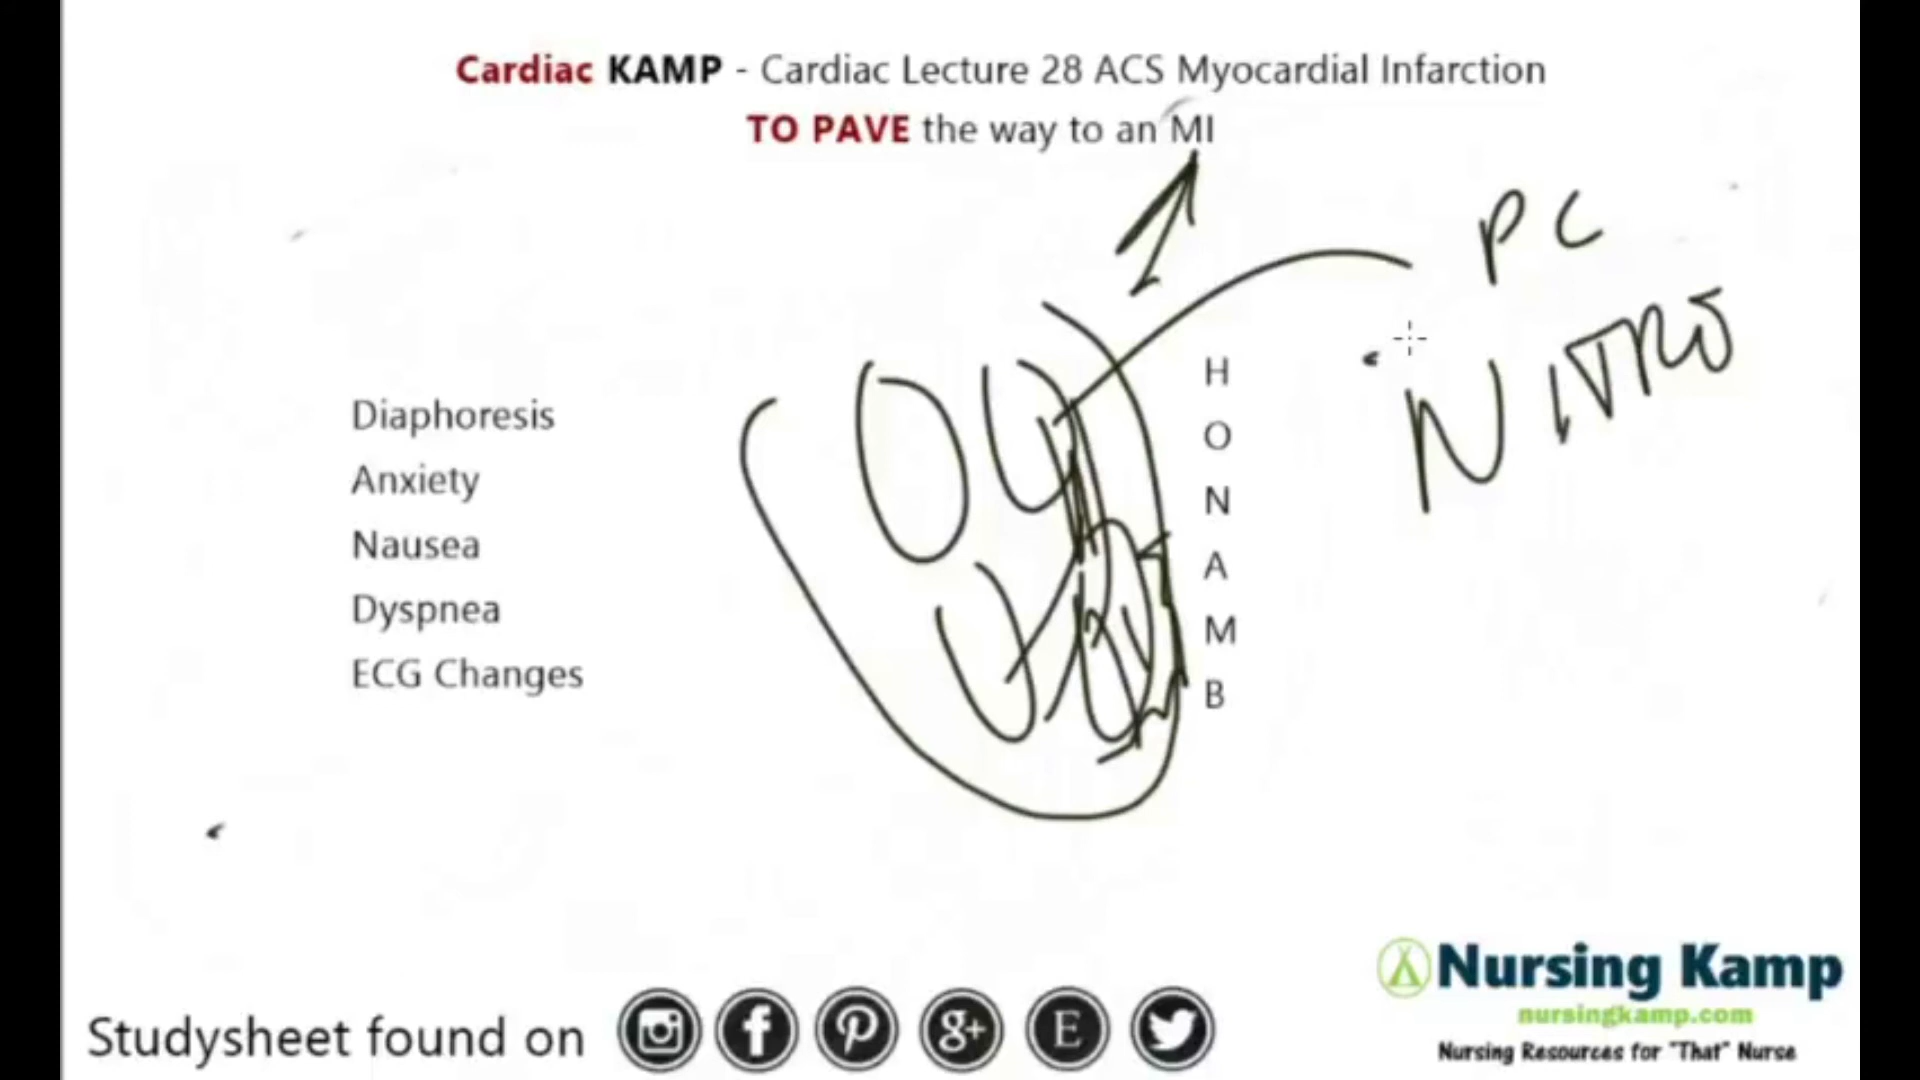 Cardiac KAMP - Cardiac Lecture 28 ACS Myocardial Infarction
TO PAVE the way to an MI
PC
NITRO
Diaphoresis
Anxiety
Nausea
Dyspnea
ECG Changes
H
O
N
A
M
B
Studysheet found on
f
g+
E
Nursing Kamp
nursingkamp.com
Nursing Resources for "That" Nurse